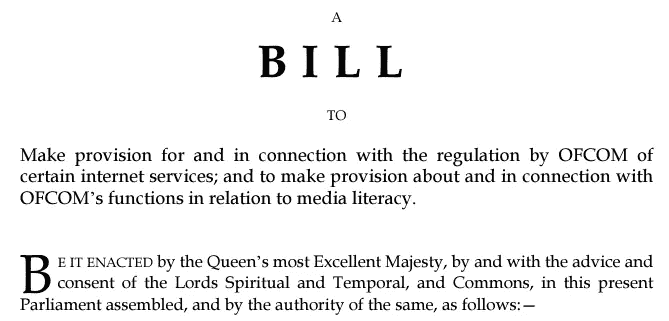 A
BILL
TO
Make provision for and in connection with the regulation by OFCOM of
certain internet services; and to make provision about and in connection with
OFCOM’s functions in relation to media literacy.
BE IT ENACTED by the Queen’s most Excellent Majesty, by and with the advice and
consent of the Lords Spiritual and Temporal, and Commons, in this present
Parliament assembled, and by the authority of the same, as follows:—